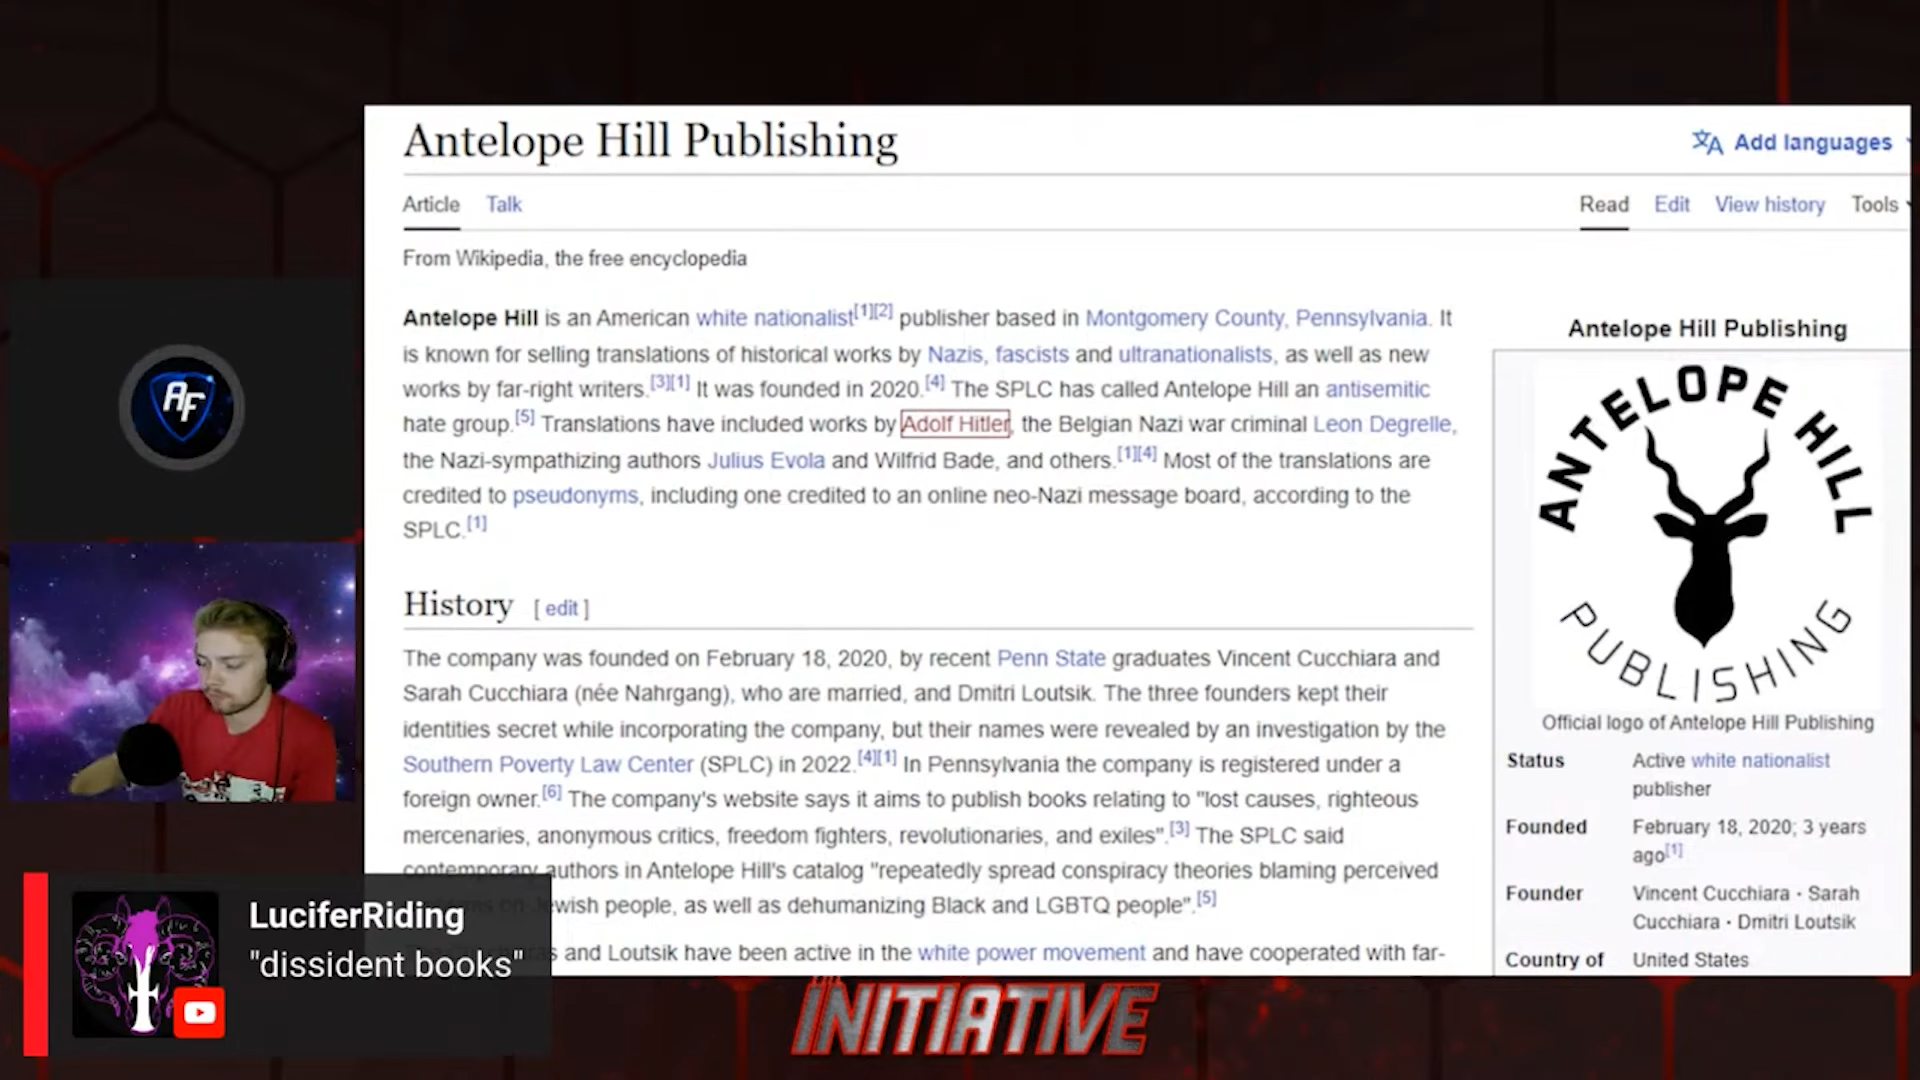 Antelope Hill Publishing
Add languages
Article Talk
Read Edit View history Tools
From Wikipedia, the free encyclopedia
Antelope Hill is an American white nationalist[1][2] publisher based in Montgomery County, Pennsylvania. It
is known for selling translations of historical works by Nazis, fascists and ultranationalists, as well as new
works by far-right writers.[3][1] It was founded in 2020.[4] The SPLC has called Antelope Hill an antisemitic
hate group.[5] Translations have included works by Adolf Hitler, the Belgian Nazi war criminal Leon Degrelle,
the Nazi-sympathizing authors Julius Evola and Wilfrid Bade, and others.[1][4] Most of the translations are
credited to pseudonyms, including one credited to an online neo-Nazi message board, according to the
SPLC.[1]
History [ edit ]
The company was founded on February 18, 2020, by recent Penn State graduates Vincent Cucchiara and
Sarah Cucchiara (née Nahrgang), who are married, and Dmitri Loutsik. The three founders kept their
identities secret while incorporating the company, but their names were revealed by an investigation by the
Southern Poverty Law Center (SPLC) in 2022.[4][1] In Pennsylvania the company is registered under a
foreign owner.[6] The company's website says it aims to publish books relating to "lost causes, righteous
mercenaries, anonymous critics, freedom fighters, revolutionaries, and exiles".[3] The SPLC said
contemporary authors in Antelope Hill's catalog "repeatedly spread conspiracy theories blaming perceived
on Jewish people, as well as dehumanizing Black and LGBTQ people".[5]
and Loutsik have been active in the white power movement and have cooperated with far-
Antelope Hill Publishing
ANTELOPE HILL
PUBLISHING
Official logo of Antelope Hill Publishing
Status Active white nationalist
publisher
Founded February 18, 2020; 3 years
ago[1]
Founder Vincent Cucchiara · Sarah
Cucchiara · Dmitri Loutsik
Country of United States
AF
LuciferRiding
"dissident books"
INITIATIVE